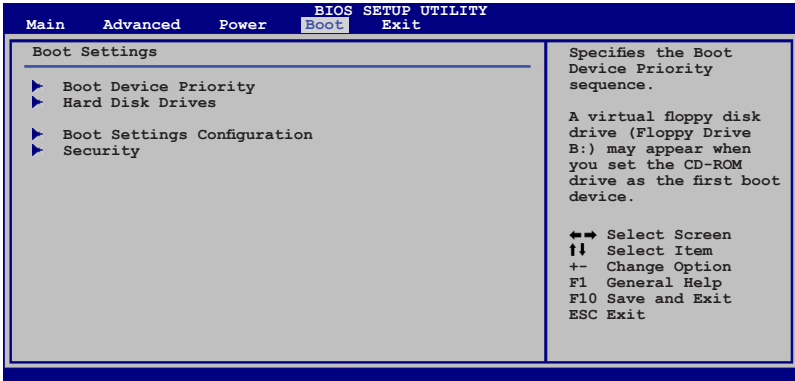 BIOS SETUP UTILITY
Main Advanced Power Boot Exit
Boot Settings
Boot Device Priority
Hard Disk Drives
Boot Settings Configuration
Security
Specifies the Boot
Device Priority
sequence.
A virtual floppy disk
drive (Floppy Drive
B:) may appear when
you set the CD-ROM
drive as the first boot
device.
←→ Select Screen
↑↓ Select Item
+- Change Option
F1 General Help
F10 Save and Exit
ESC Exit